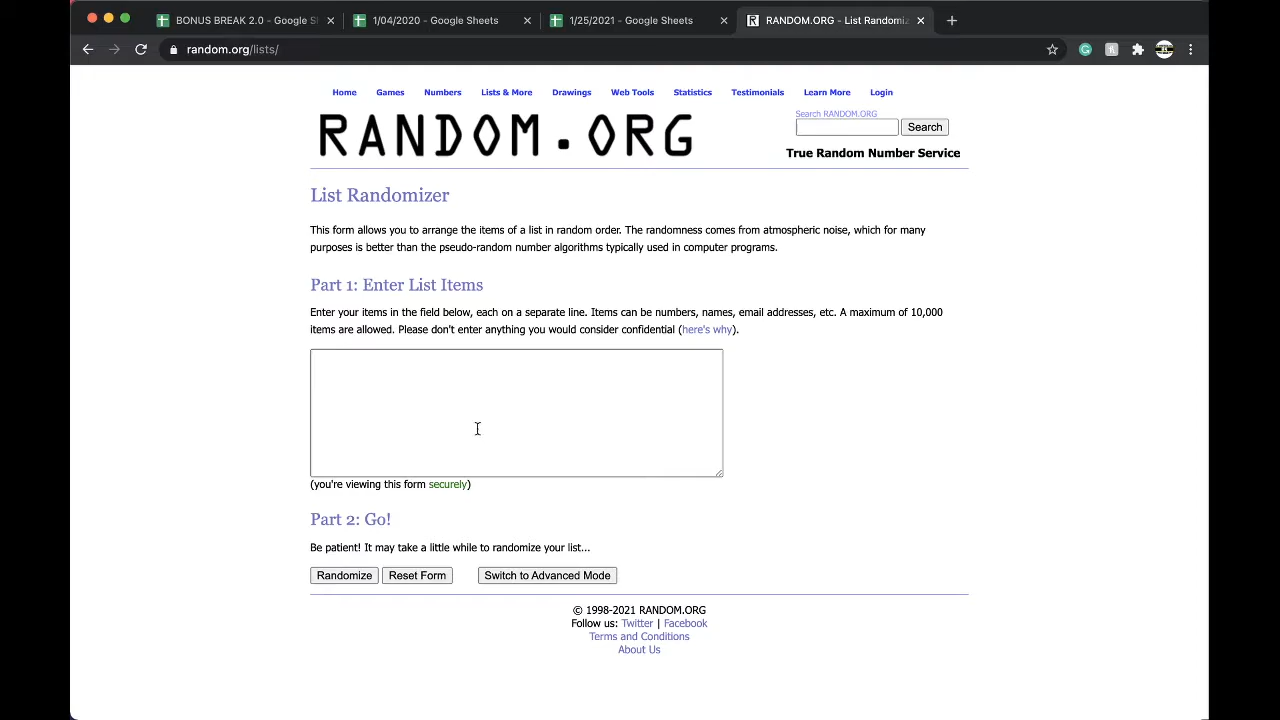 BONUS BREAK 2.0 - Google Sh
1/04/2020 - Google Sheets
1/25/2021 - Google Sheets
RANDOM.ORG - List Randomiz
random.org/lists/
Home Games Numbers Lists & More Drawings Web Tools Statistics Testimonials Learn More Login
RANDOM.ORG
Search RANDOM.ORG
Search
True Random Number Service
List Randomizer
This form allows you to arrange the items of a list in random order. The randomness comes from atmospheric noise, which for many
purposes is better than the pseudo-random number algorithms typically used in computer programs.
Part 1: Enter List Items
Enter your items in the field below, each on a separate line. Items can be numbers, names, email addresses, etc. A maximum of 10,000
items are allowed. Please don't enter anything you would consider confidential (here's why).
(you're viewing this form securely)
Part 2: Go!
Be patient! It may take a little while to randomize your list...
Randomize Reset Form Switch to Advanced Mode
© 1998-2021 RANDOM.ORG
Follow us: Twitter | Facebook
Terms and Conditions
About Us